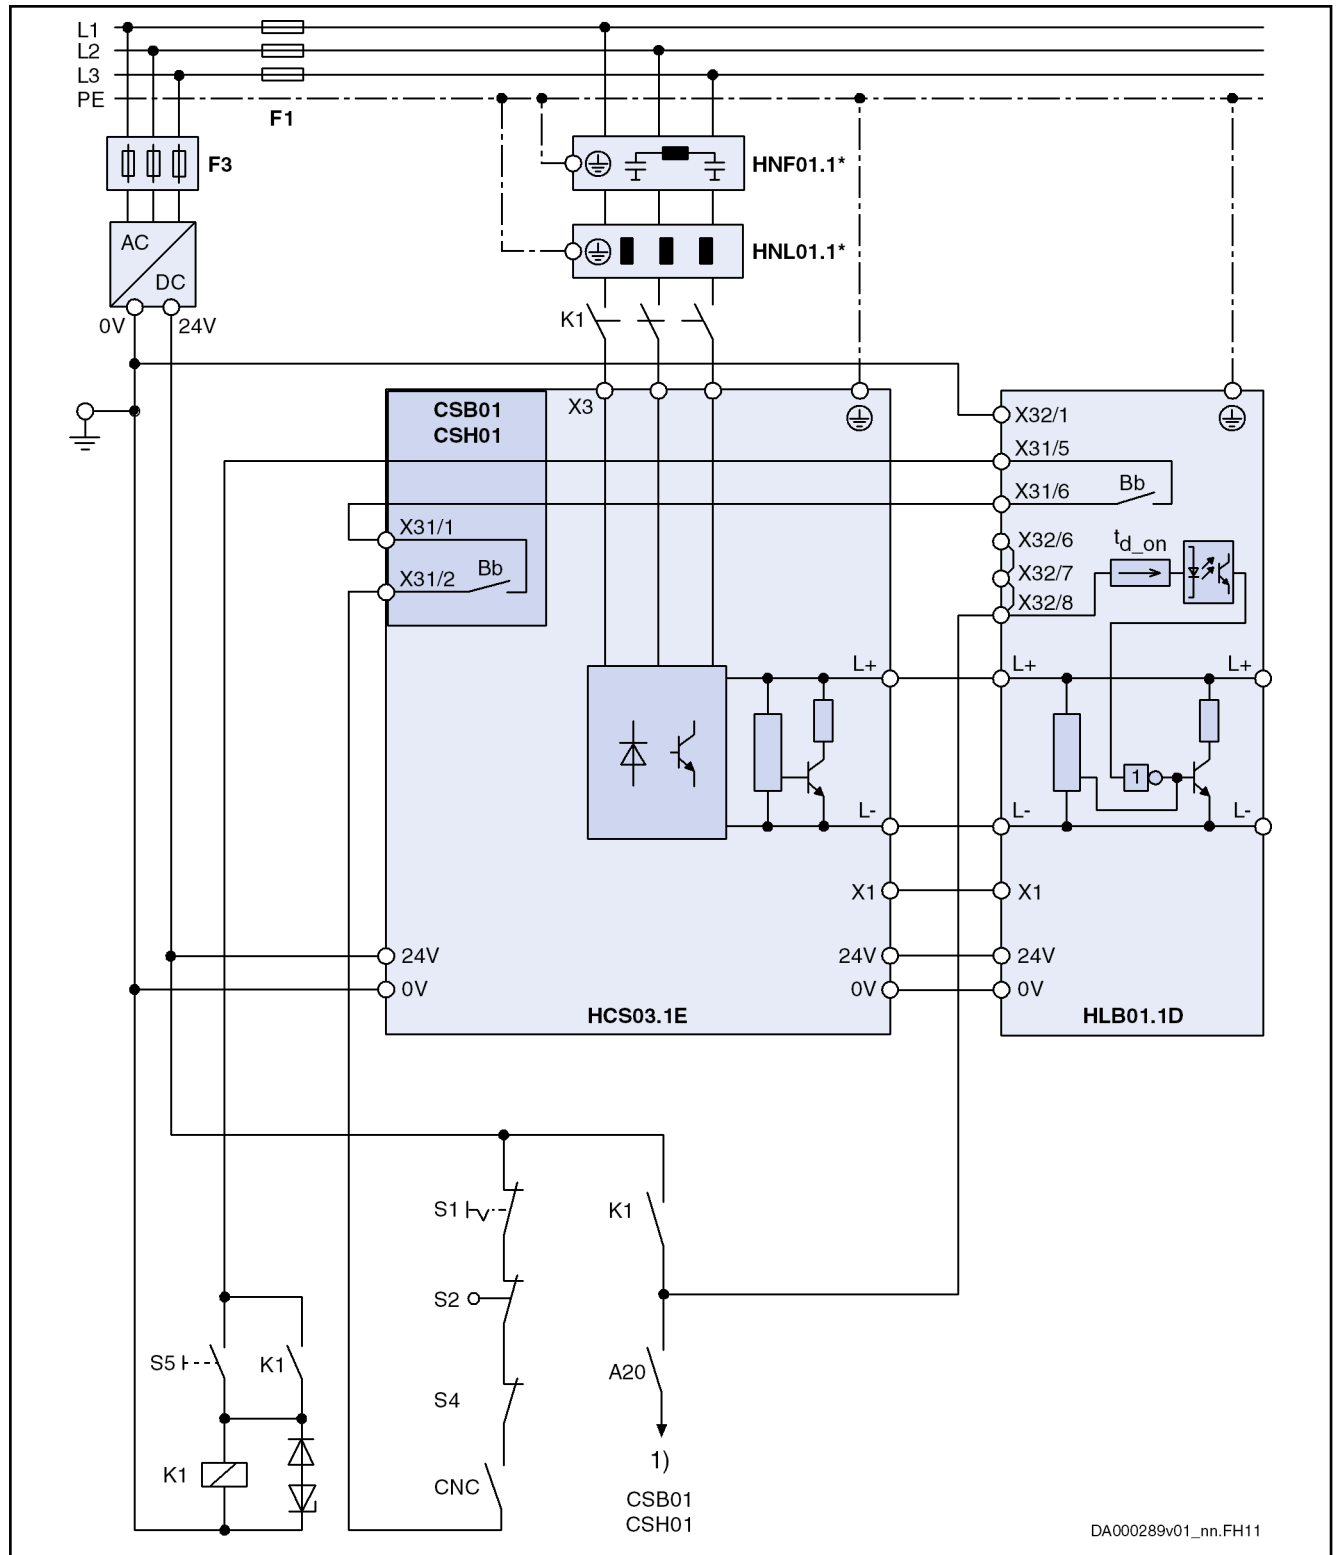 L1
L2
L3
PE
F1
F3
HNF01.1*
HNL01.1*
AC
DC
0V
24V
K1
CSB01
CSH01
X3
X32/1
X31/5
X31/6
Bb
X31/1
X31/2
Bb
X32/6
X32/7
X32/8
td_on
L+
L+
L+
1
L-
L-
L-
X1
X1
24V
0V
24V
0V
24V
0V
HCS03.1E
HLB01.1D
S1
K1
S2
S5
K1
A20
S4
K1
CNC
1)
CSB01
CSH01
DA000289v01_nn.FH11